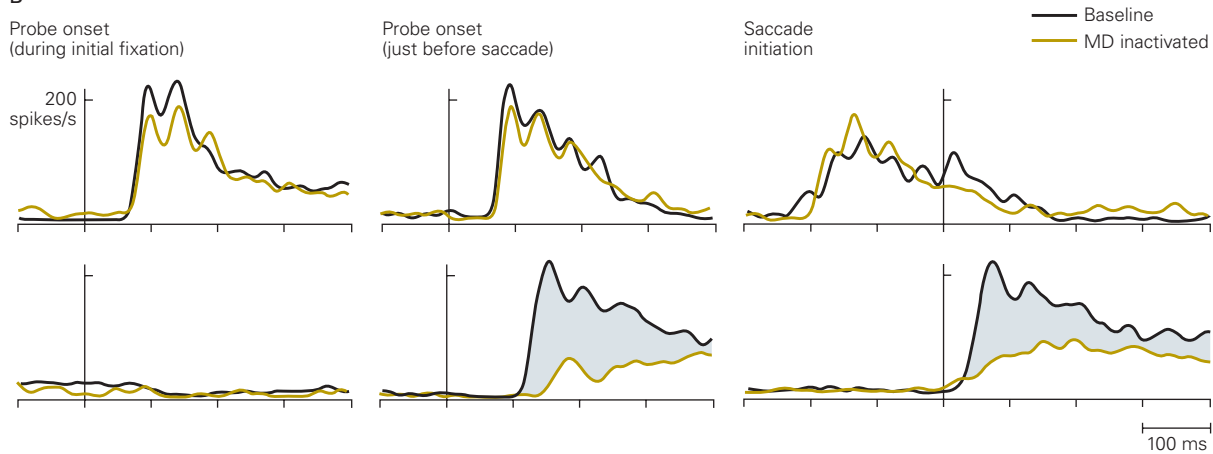 Probe onset
(during initial fixation)
Probe onset
(just before saccade)
Saccade
initiation
Baseline
MD inactivated
200
spikes/s
100 ms